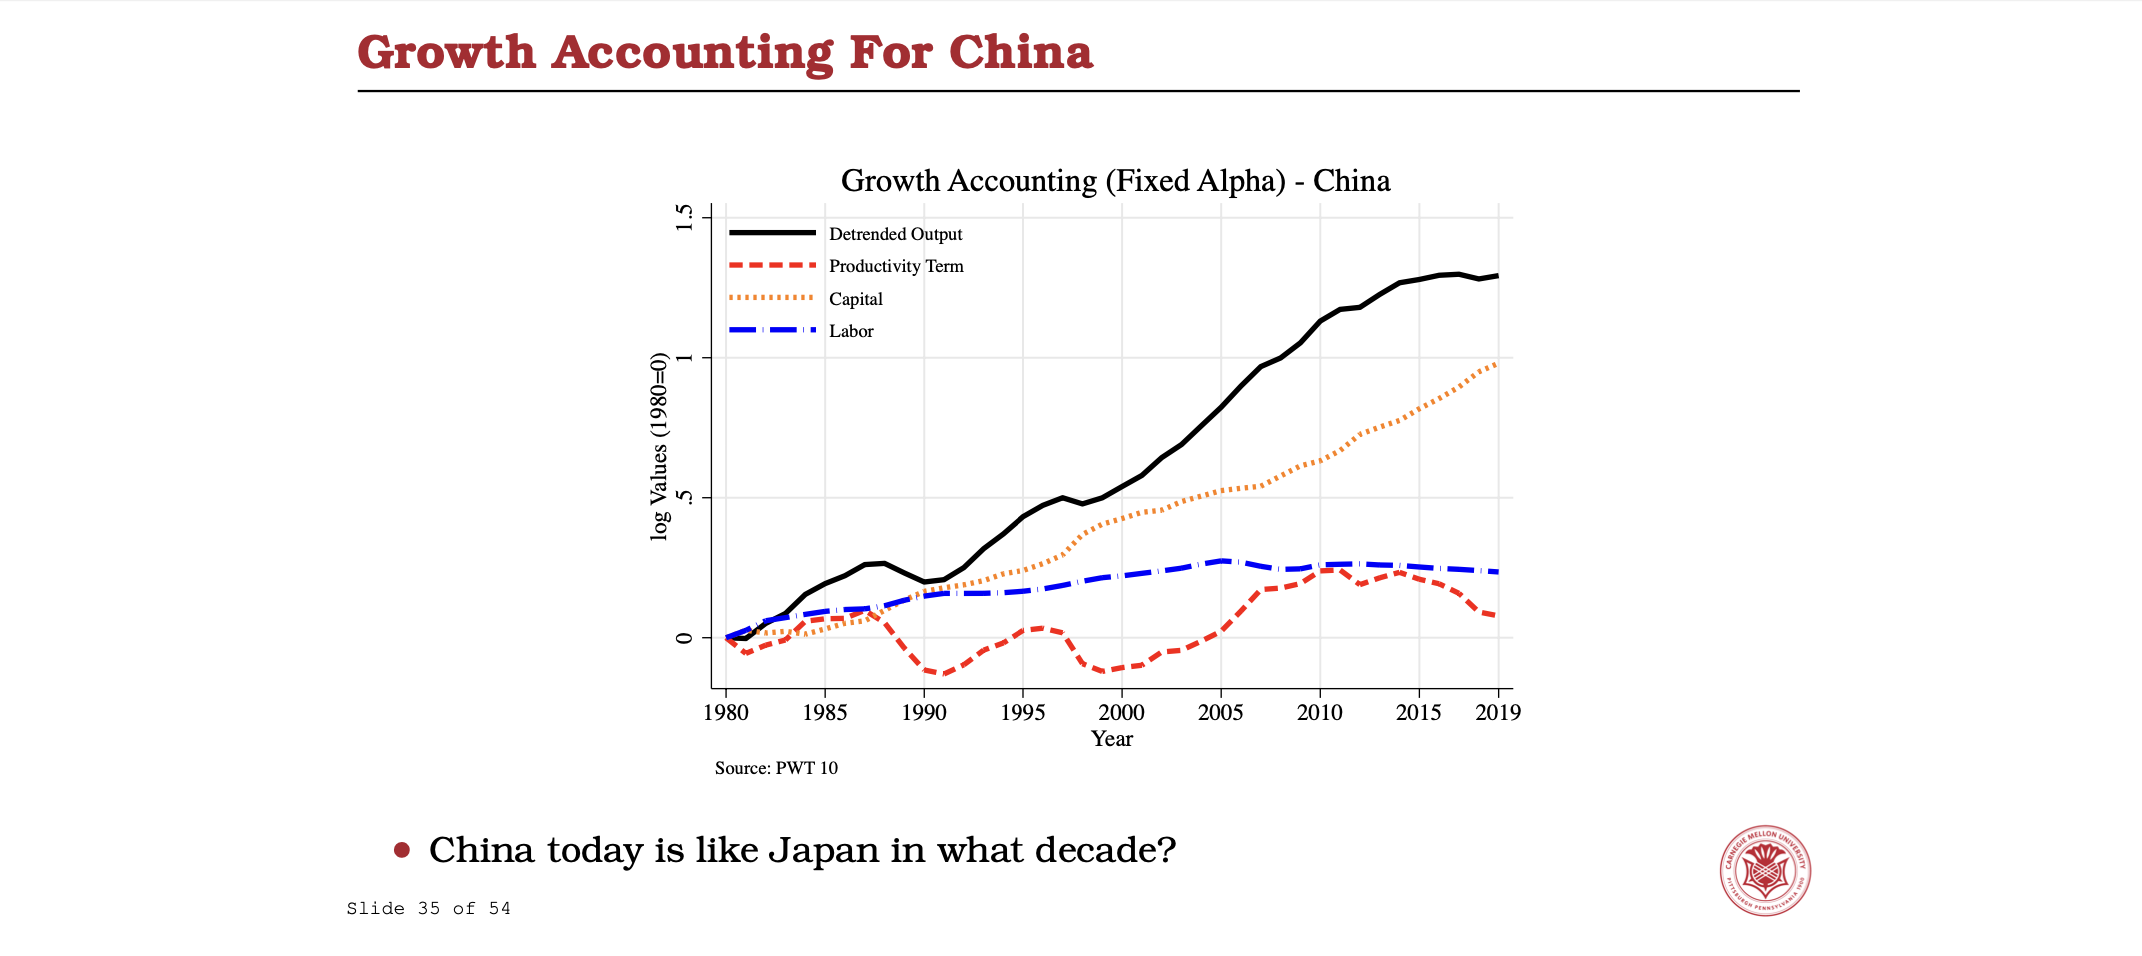 Growth Accounting For China
Growth Accounting (Fixed Alpha) - China
Detrended Output
Productivity Term
Capital
Labor
log Values (1980=0)
1.5
1
.5
0
1980 1985 1990 1995 2000 2005 2010 2015 2019
Year
Source: PWT 10
China today is like Japan in what decade?
CARNEGIE MELLON UNIVERSITY
PITTSBURGH PENNSYLVANIA 1900
Slide 35 of 54